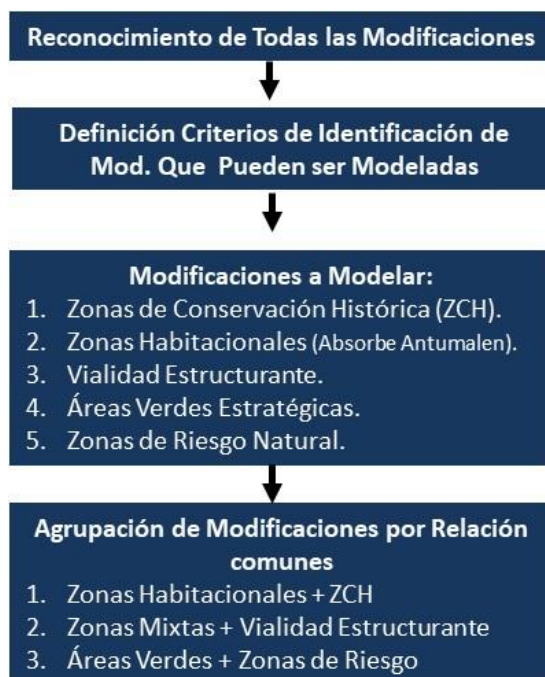 Reconocimiento de Todas las Modificaciones
Definición Criterios de Identificación de
Mod. Que Pueden ser Modeladas
Modificaciones a Modelar:
1. Zonas de Conservación Histórica (ZCH).
2. Zonas Habitacionales (Absorbe Antumalen).
3. Vialidad Estructurante.
4. Áreas Verdes Estratégicas.
5. Zonas de Riesgo Natural.
Agrupación de Modificaciones por Relación
comunes
1. Zonas Habitacionales + ZCH
2. Zonas Mixtas + Vialidad Estructurante
3. Áreas Verdes + Zonas de Riesgo